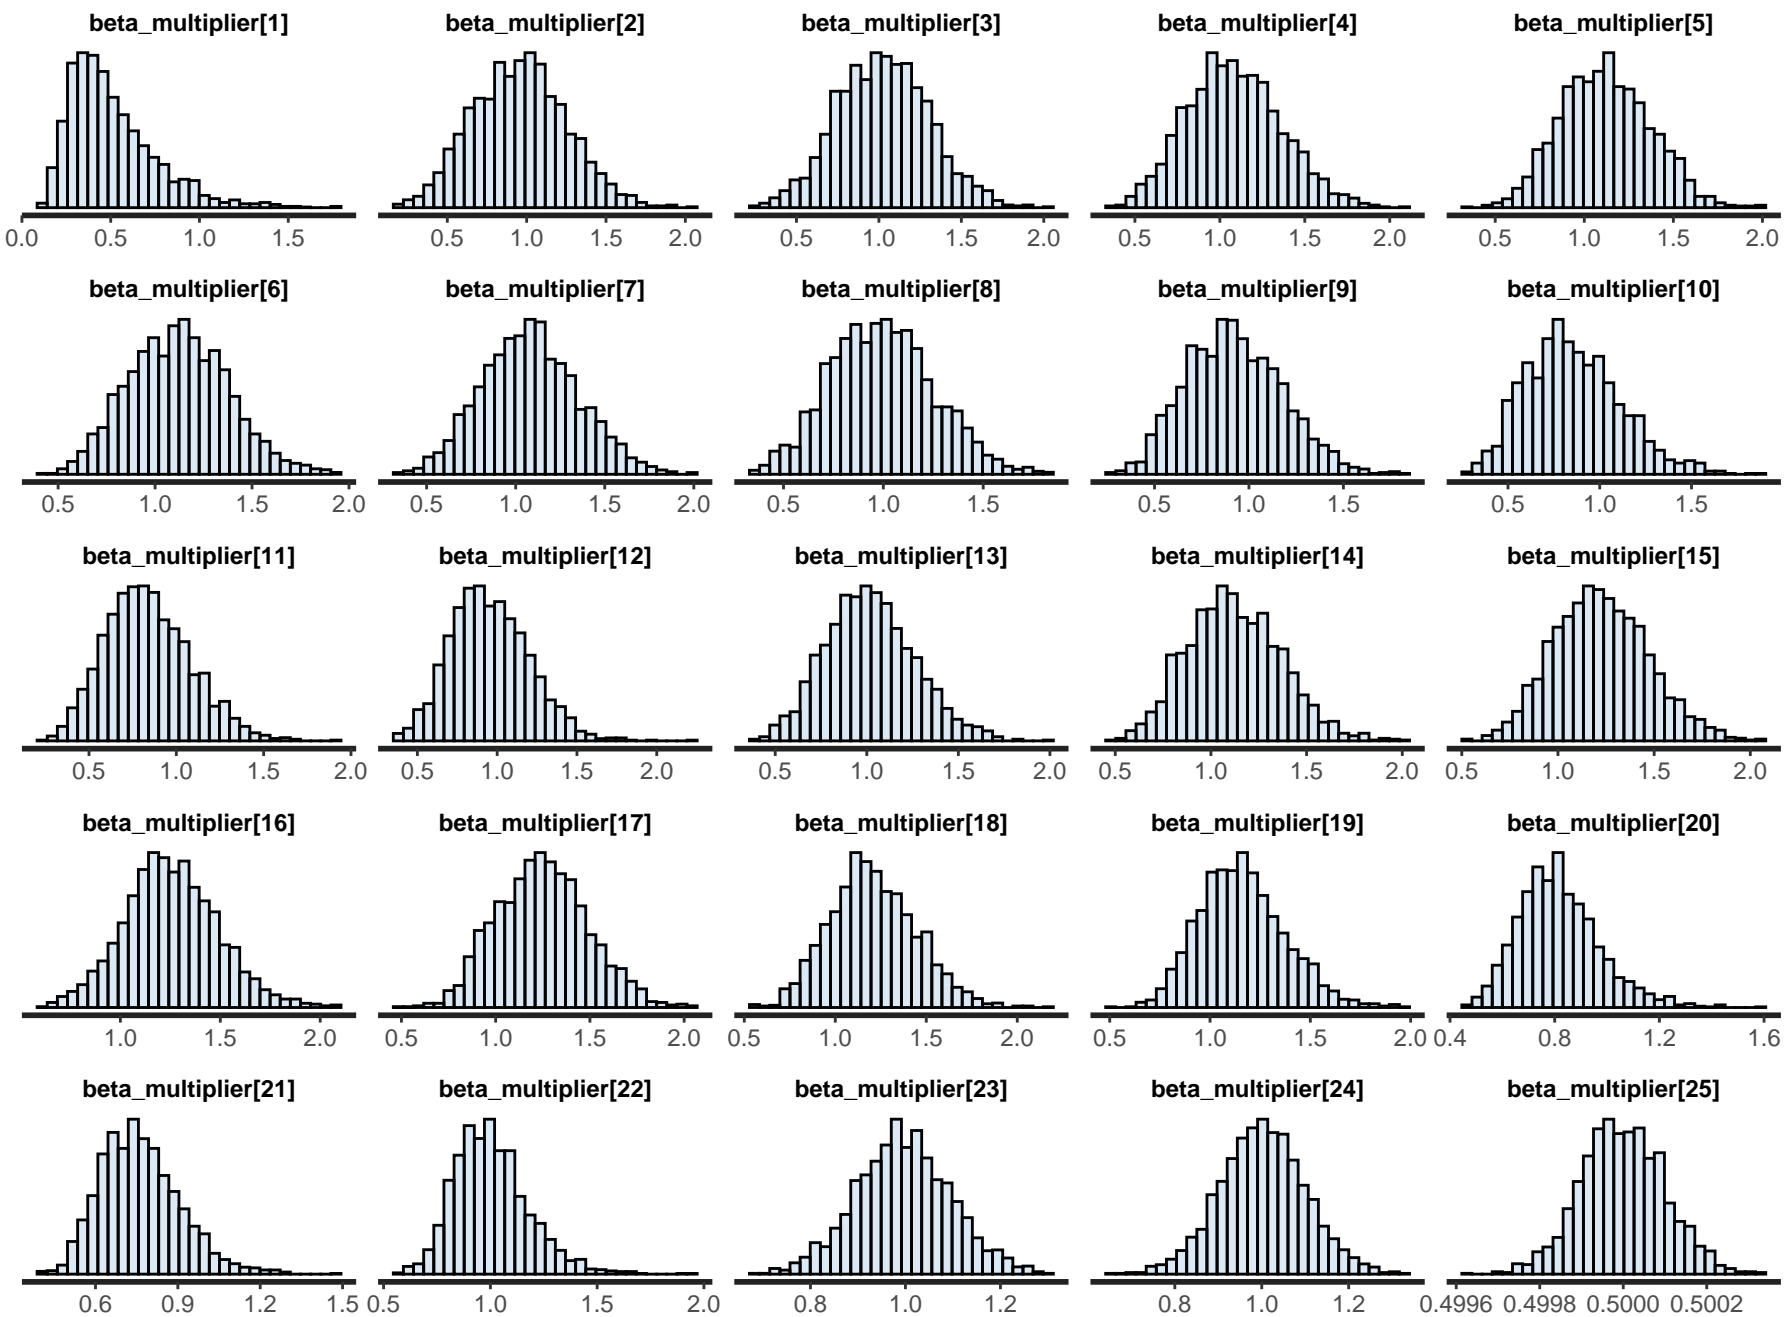 beta_multiplier[1] beta_multiplier[2] beta_multiplier[3] beta_multiplier[4] beta_multiplier[5]
0.0 0.5 1.0 1.5 0.5 1.0 1.5 2.0 0.5 1.0 1.5 2.0 0.5 1.0 1.5 2.0 0.5 1.0 1.5 2.0
beta_multiplier[6] beta_multiplier[7] beta_multiplier[8] beta_multiplier[9] beta_multiplier[10]
0.5 1.0 1.5 2.0 0.5 1.0 1.5 2.0 0.5 1.0 1.5 0.5 1.0 1.5 0.5 1.0 1.5
beta_multiplier[11] beta_multiplier[12] beta_multiplier[13] beta_multiplier[14] beta_multiplier[15]
0.5 1.0 1.5 2.0 0.5 1.0 1.5 2.0 0.5 1.0 1.5 2.0 0.5 1.0 1.5 2.0 0.5 1.0 1.5 2.0
beta_multiplier[16] beta_multiplier[17] beta_multiplier[18] beta_multiplier[19] beta_multiplier[20]
1.0 1.5 2.0 0.5 1.0 1.5 2.0 0.5 1.0 1.5 2.0 0.5 1.0 1.5 2.0 0.4 0.8 1.2 1.6
beta_multiplier[21] beta_multiplier[22] beta_multiplier[23] beta_multiplier[24] beta_multiplier[25]
0.6 0.9 1.2 1.5 0.5 1.0 1.5 2.0 0.8 1.0 1.2 0.8 1.0 1.2 0.4996 0.4998 0.5000 0.5002